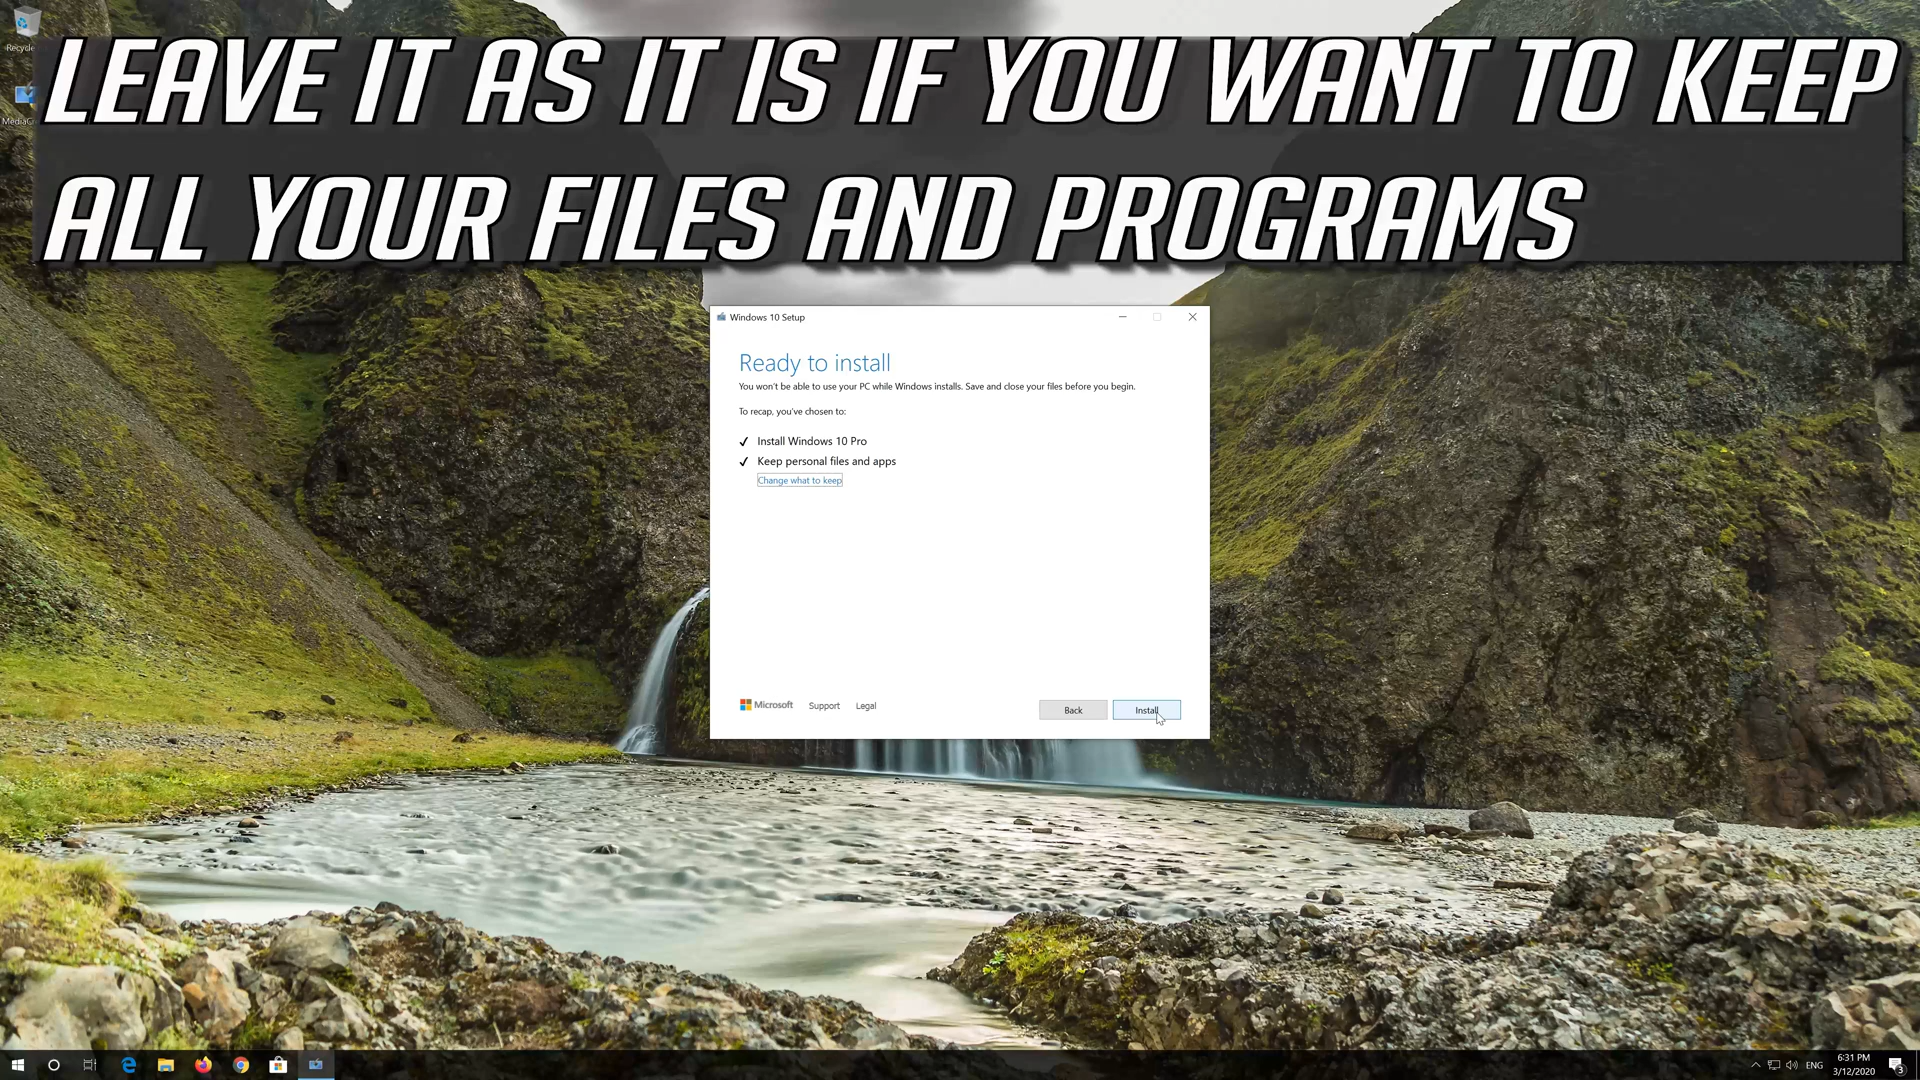 Recycle
MediaCr
LEAVE IT AS IT IS IF YOU WANT TO KEEP
ALL YOUR FILES AND PROGRAMS
Windows 10 Setup
Ready to install
You won't be able to use your PC while Windows installs. Save and close your files before you begin.
To recap, you've chosen to:
Install Windows 10 Pro
Keep personal files and apps
Change what to keep
Microsoft
Support
Legal
Back
Install
ENG
6:31 PM
3/12/2020
3